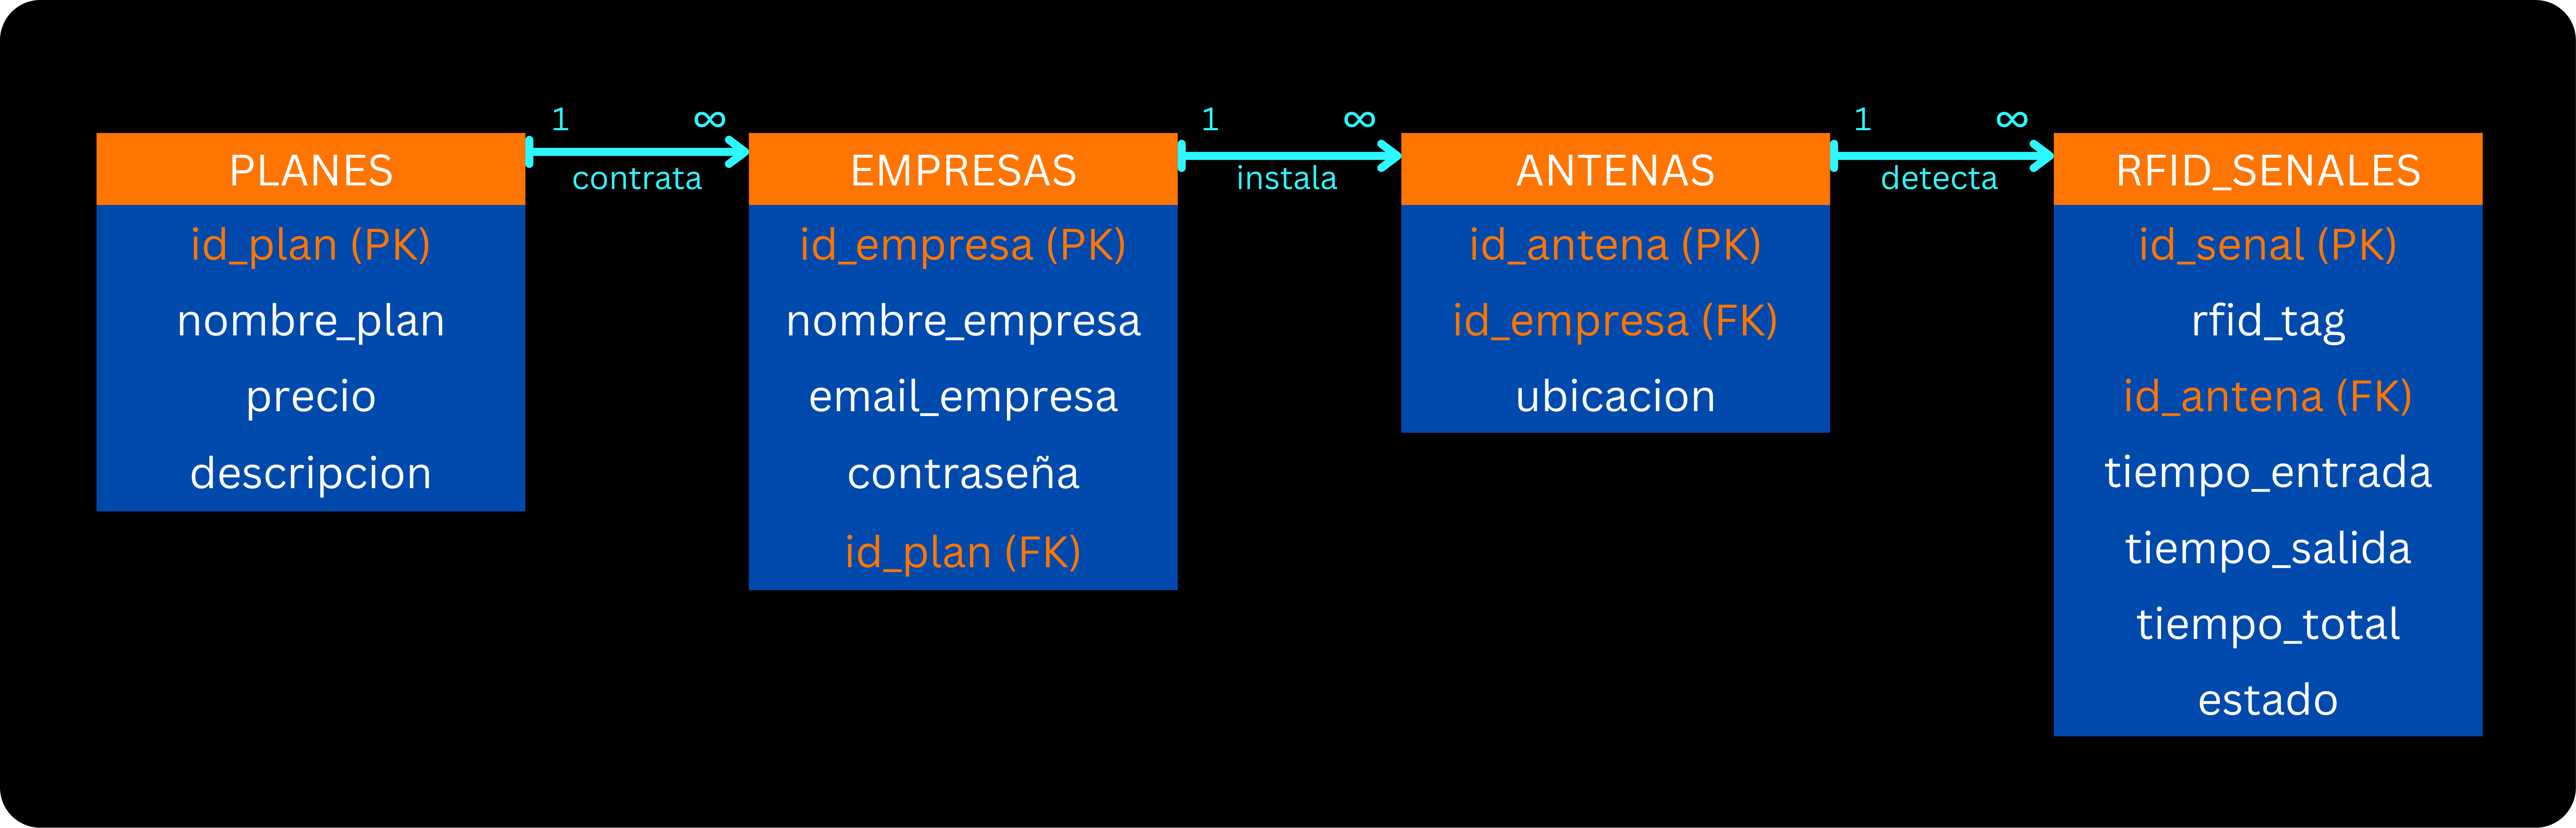 PLANES
id_plan (PK)
nombre_plan
precio
descripcion
1 ∞
contrata
EMPRESAS
id_empresa (PK)
nombre_empresa
email_empresa
contraseña
id_plan (FK)
1 ∞
instala
ANTENAS
id_antena (PK)
id_empresa (FK)
ubicacion
1 ∞
detecta
RFID_SENALES
id_senal (PK)
rfid_tag
id_antena (FK)
tiempo_entrada
tiempo_salida
tiempo_total
estado